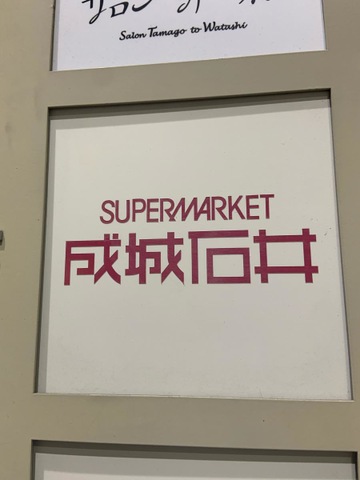 Salon Tamago to Watashi
SUPERMARKET
成城石井